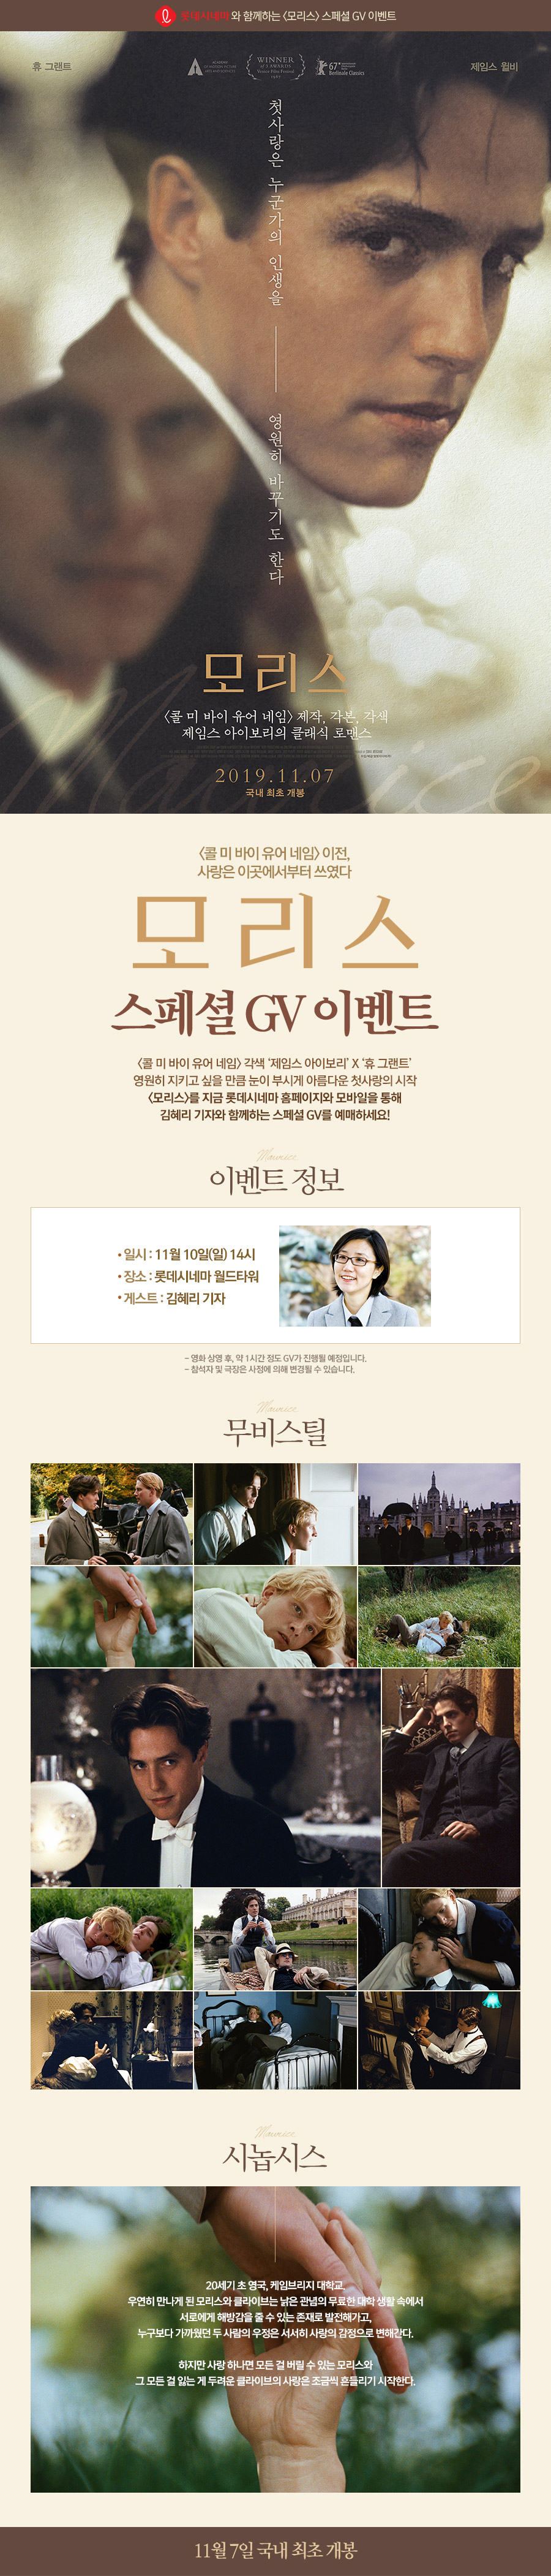 롯데시네마와 함께하는 <모리스> 스페셜 GV 이벤트
휴 그랜트
제임스 윌비
WINNER
OF 3 AWARDS
Venice Film Festival
1987
67
Berlinale Classics
첫사랑은 누군가의 인생을
영원히 바꾸기도 한다
모리스
<콜 미 바이 유어 네임> 제작, 각본, 각색
제임스 아이보리의 클래식 로맨스
2019.11.07
국내 최초 개봉
<콜 미 바이 유어 네임> 이전,
사랑은 이곳에서부터 쓰였다
모리스
스페셜 GV 이벤트
<콜 미 바이 유어 네임> 각색 '제임스 아이보리' X '휴 그랜트'
영원히 지키고 싶을 만큼 눈이 부시게 아름다운 첫사랑의 시작
<모리스>를 지금 롯데시네마 홈페이지와 모바일을 통해
김혜리 기자와 함께하는 스페셜 GV를 예매하세요!
Maurice
이벤트 정보
• 일시 : 11월 10일(일) 14시
• 장소 : 롯데시네마 월드타워
• 게스트 : 김혜리 기자
- 영화 상영 후, 약 1시간 정도 GV가 진행될 예정입니다.
- 참석자 및 극장은 사정에 의해 변경될 수 있습니다.
Maurice
무비스틸
Maurice
시놉시스
20세기 초 영국, 케임브리지 대학교.
우연히 만나게 된 모리스와 클라이브는 낡은 관념의 무료한 대학 생활 속에서
서로에게 해방감을 줄 수 있는 존재로 발전해가고,
누구보다 가까웠던 두 사람의 우정은 서서히 사랑의 감정으로 변해간다.
하지만 사랑 하나면 모든 걸 버릴 수 있는 모리스와
그 모든 걸 잃는 게 두려운 클라이브의 사랑은 조금씩 흔들리기 시작한다.
11월 7일 국내 최초 개봉